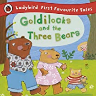 Ladybird First Favourite Tales
Goldilocks
and the
Three Bears